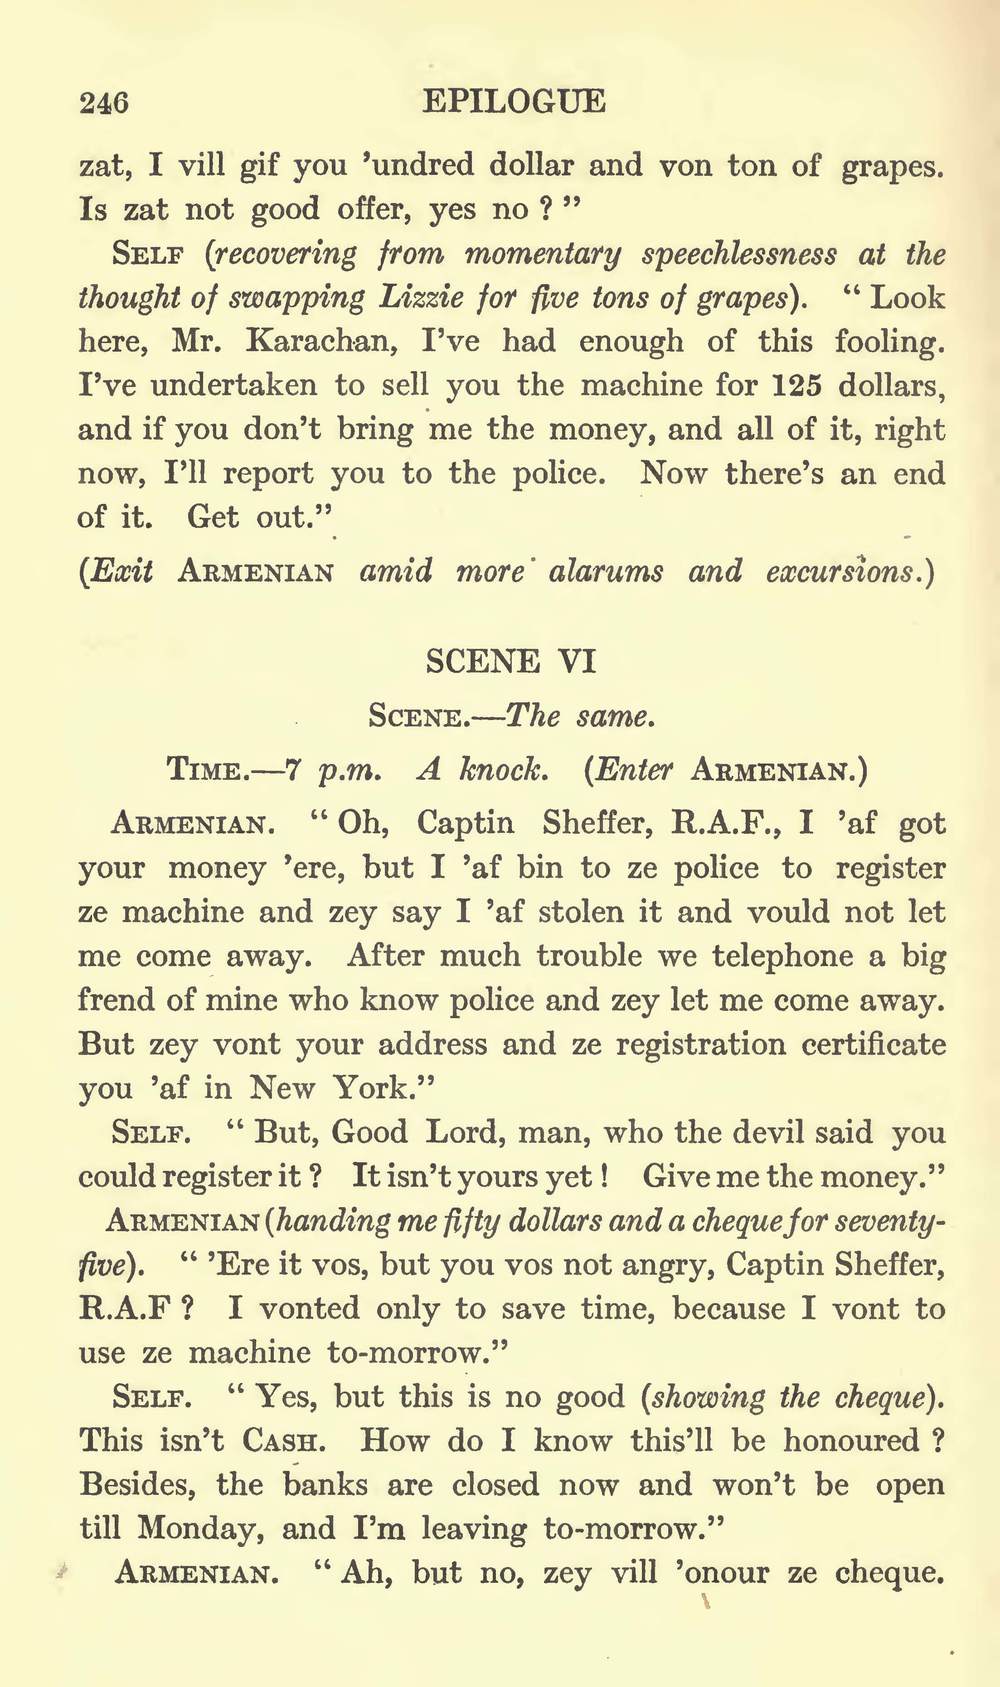 246 EPILOGUE
zat, I vill gif you ’undred dollar and von ton of grapes.
Is zat not good offer, yes no ? ”
SELF (recovering from momentary speechlessness at the
thought of swapping Lizzie for five tons of grapes). “ Look
here, Mr. Karachan, I’ve had enough of this fooling.
I’ve undertaken to sell you the machine for 125 dollars,
and if you don’t bring me the money, and all of it, right
now, I’ll report you to the police. Now there’s an end
of it. Get out.”
(Exit ARMENIAN amid more alarums and excursions.)
SCENE VI
SCENE.—The same.
TIME.—7 p.m. A knock. (Enter ARMENIAN.)
ARMENIAN. “ Oh, Captin Sheffer, R.A.F., I ’af got
your money ’ere, but I ’af bin to ze police to register
ze machine and zey say I ’af stolen it and vould not let
me come away. After much trouble we telephone a big
frend of mine who know police and zey let me come away.
But zey vont your address and ze registration certificate
you ’af in New York.”
SELF. “ But, Good Lord, man, who the devil said you
could register it ? It isn’t yours yet ! Give me the money.”
ARMENIAN (handing me fifty dollars and a cheque for seventy-
five). “ ’Ere it vos, but you vos not angry, Captin Sheffer,
R.A.F ? I vonted only to save time, because I vont to
use ze machine to-morrow.”
SELF. “ Yes, but this is no good (showing the cheque).
This isn’t CASH. How do I know this’ll be honoured ?
Besides, the banks are closed now and won’t be open
till Monday, and I’m leaving to-morrow.”
ARMENIAN. “ Ah, but no, zey vill ’onour ze cheque.